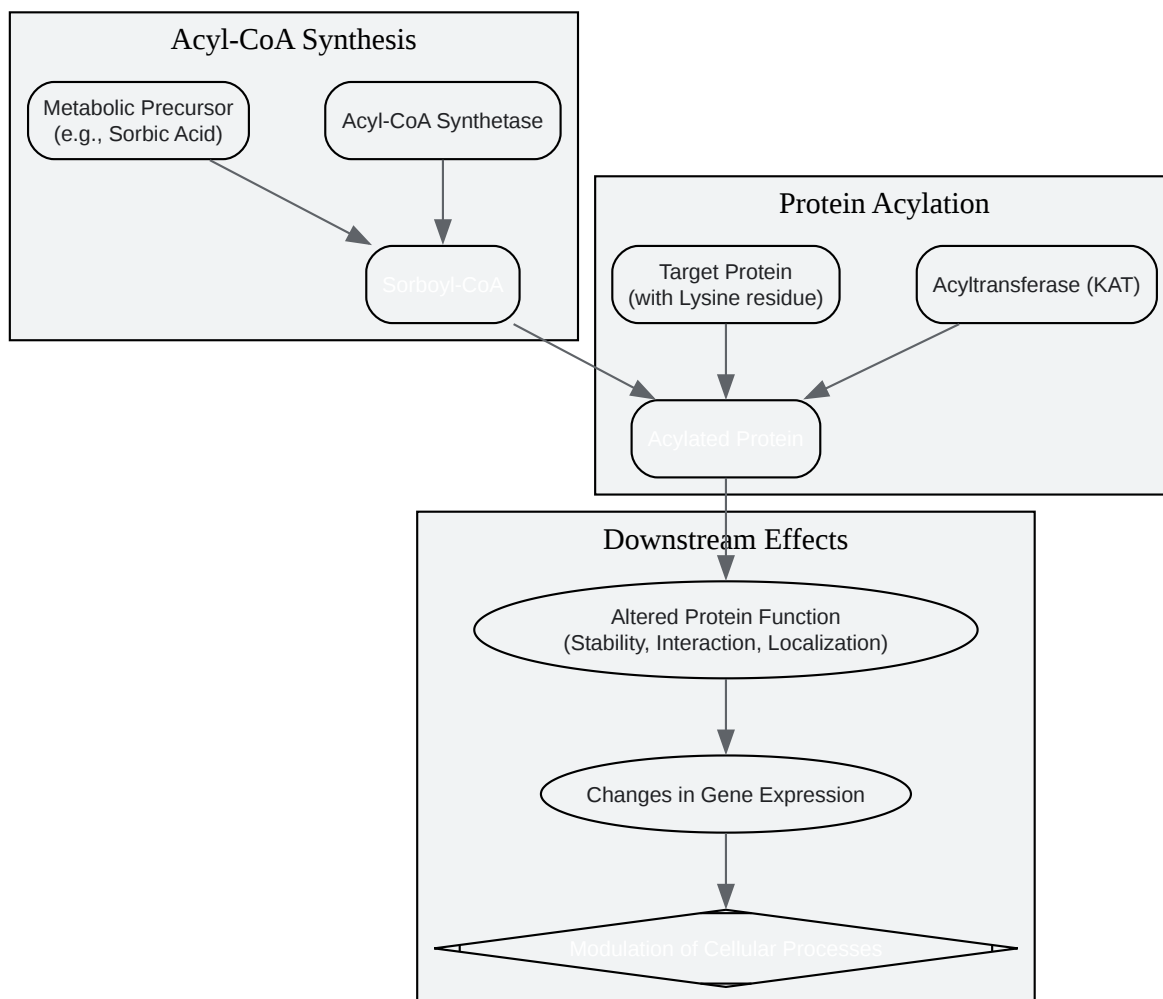 Acyl-CoA Synthesis
Metabolic Precursor
(e.g., Sorbic Acid)
Acyl-CoA Synthetase
Sorboyl-CoA
Protein Acylation
Target Protein
(with Lysine residue)
Acyltransferase (KAT)
Acylated Protein
Downstream Effects
Altered Protein Function
(Stability, Interaction, Localization)
Changes in Gene Expression
Modulation of Cellular Processes